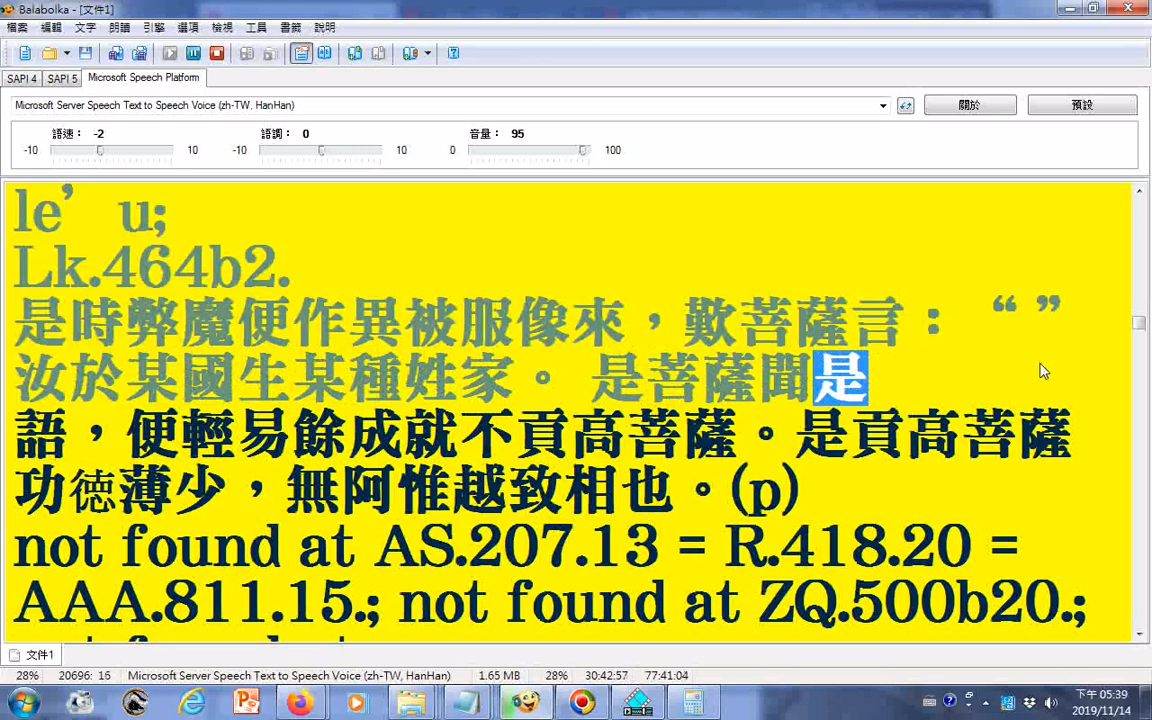 Balabolka - [文件1]
檔案 編輯 文字 朗讀 引擎 選項 檢視 工具 書籤 說明
SAPI 4 SAPI 5 Microsoft Speech Platform
Microsoft Server Speech Text to Speech Voice (zh-TW, HanHan) 關於 預設
語速： -2 語調： 0 音量： 95
-10 10 -10 10 0 100
le’ u;
Lk.464b2.
是時弊魔便作異被服像來，歎菩薩言：“ ”
汝於某國生某種姓家。 是菩薩聞是
語，便輕易餘成就不貢高菩薩。是貢高菩薩
功徳薄少，無阿惟越致相也。(p)
not found at AS.207.13 = R.418.20 =
AAA.811.15.; not found at ZQ.500b20.;
文件1
28% 20696: 16 Microsoft Server Speech Text to Speech Voice (zh-TW, HanHan) 1.65 MB 28% 30:42:57 77:41:04
下午 05:39
2019/11/14